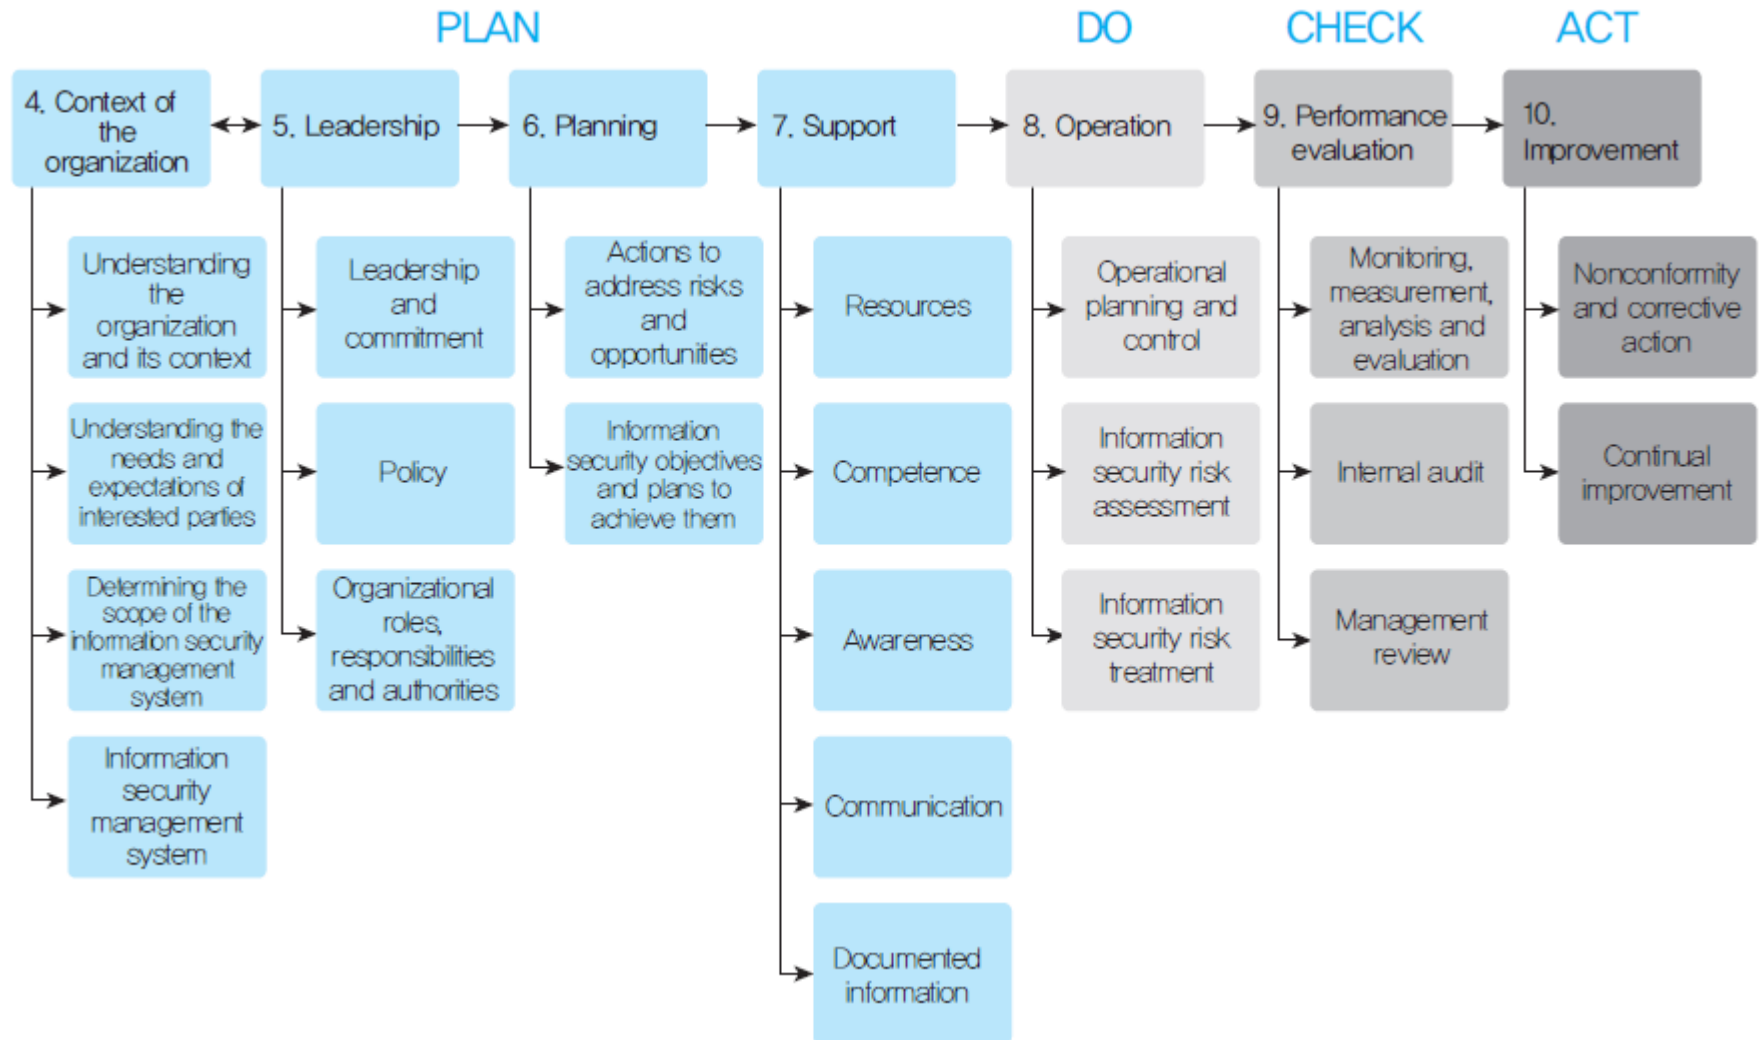 PLAN
DO
CHECK
ACT
4. Context of
the
organization
5. Leadership
6. Planning
7. Support
8. Operation
9. Performance
evaluation
10.
Improvement
Understanding
the
organization
and its context
Understanding the
needs and
expectations of
interested parties
Determining the
scope of the
information security
management
system
Information
security
management
system
Leadership
and
commitment
Policy
Organizational
roles,
responsibilities
and authorities
Actions to
address risks
and
opportunities
Information
security objectives
and plans to
achieve them
Resources
Competence
Awareness
Communication
Documented
information
Operational
planning and
control
Information
security risk
assessment
Information
security risk
treatment
Monitoring,
measurement,
analysis and
evaluation
Internal audit
Management
review
Nonconformity
and corrective
action
Continual
improvement